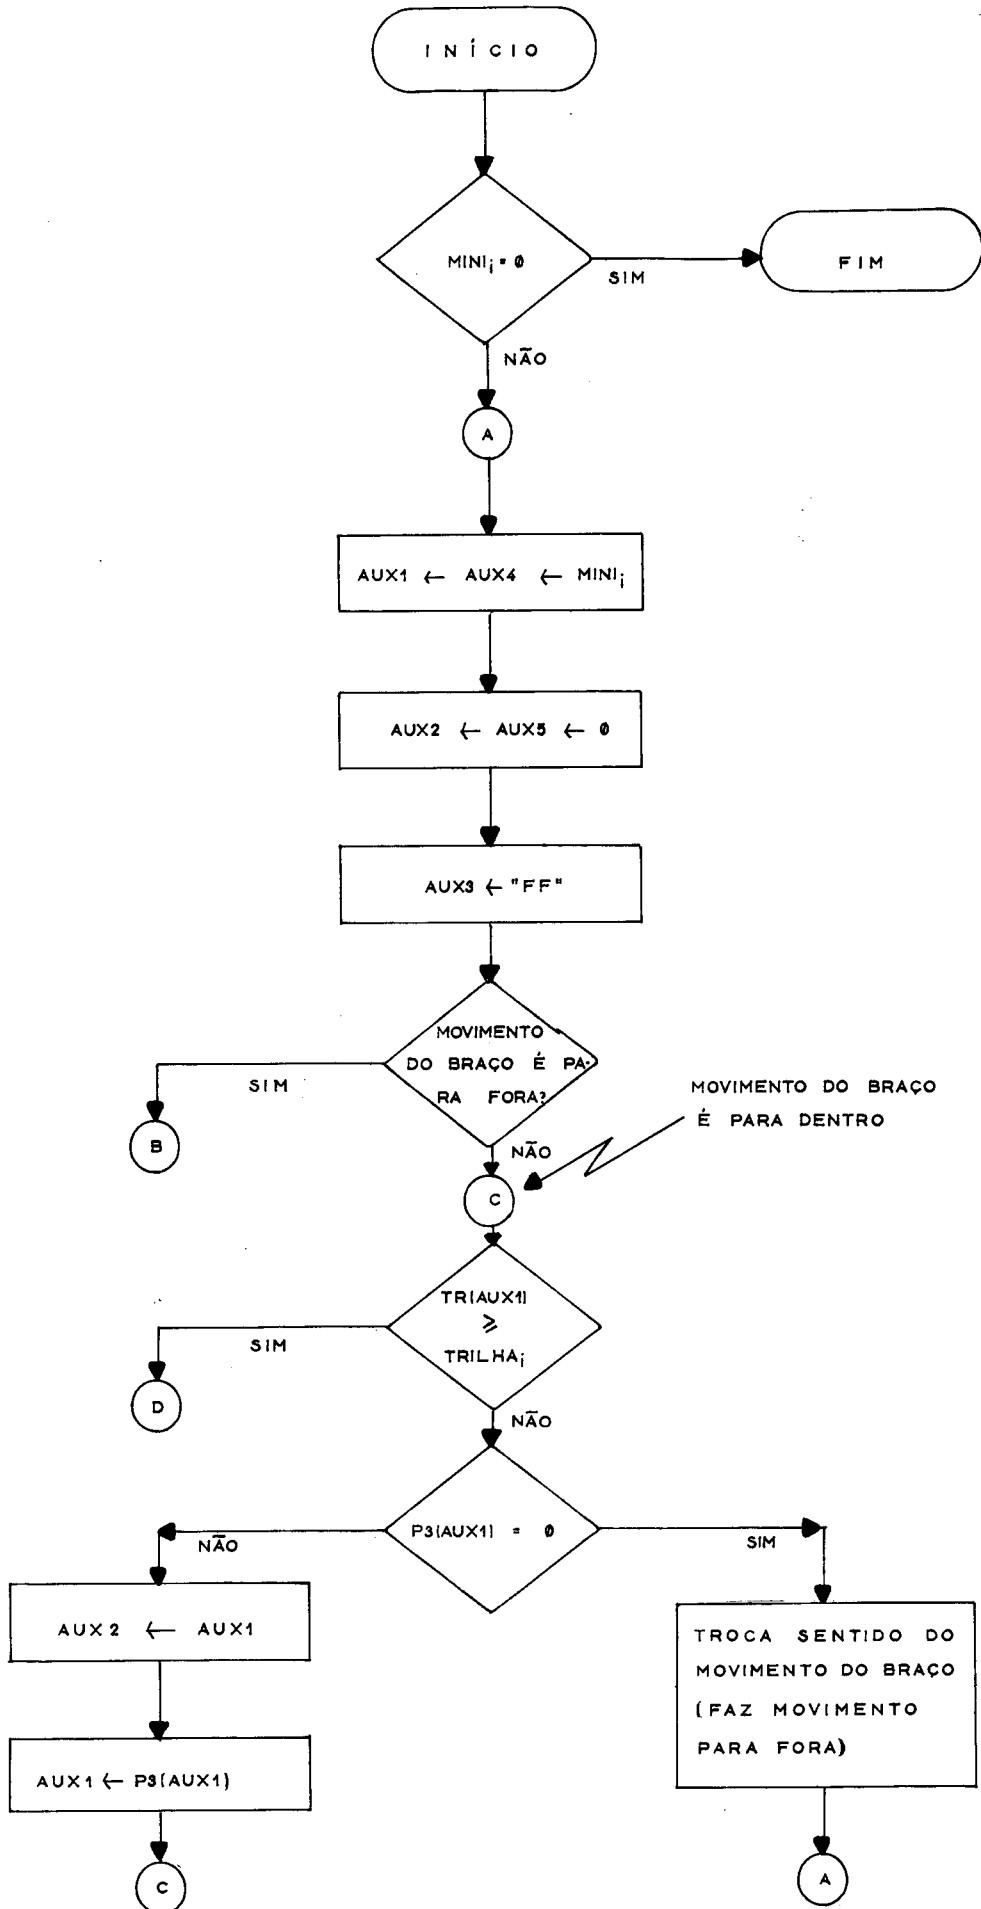 INÍCIO
MINIi = 0
SIM
FIM
NÃO
A
AUX1 ← AUX4 ← MINIi
AUX2 ← AUX5 ← 0
AUX3 ← "FF"
MOVIMENTO
DO BRAÇO É PA-
RA FORA?
SIM
B
NÃO
MOVIMENTO DO BRAÇO
É PARA DENTRO
C
TR(AUX1)
≥
TRILHAi
SIM
D
NÃO
P3(AUX1) = 0
NÃO
SIM
AUX2 ← AUX1
TROCA SENTIDO DO
MOVIMENTO DO BRAÇO
(FAZ MOVIMENTO
PARA FORA)
AUX1 ← P3(AUX1)
C
A